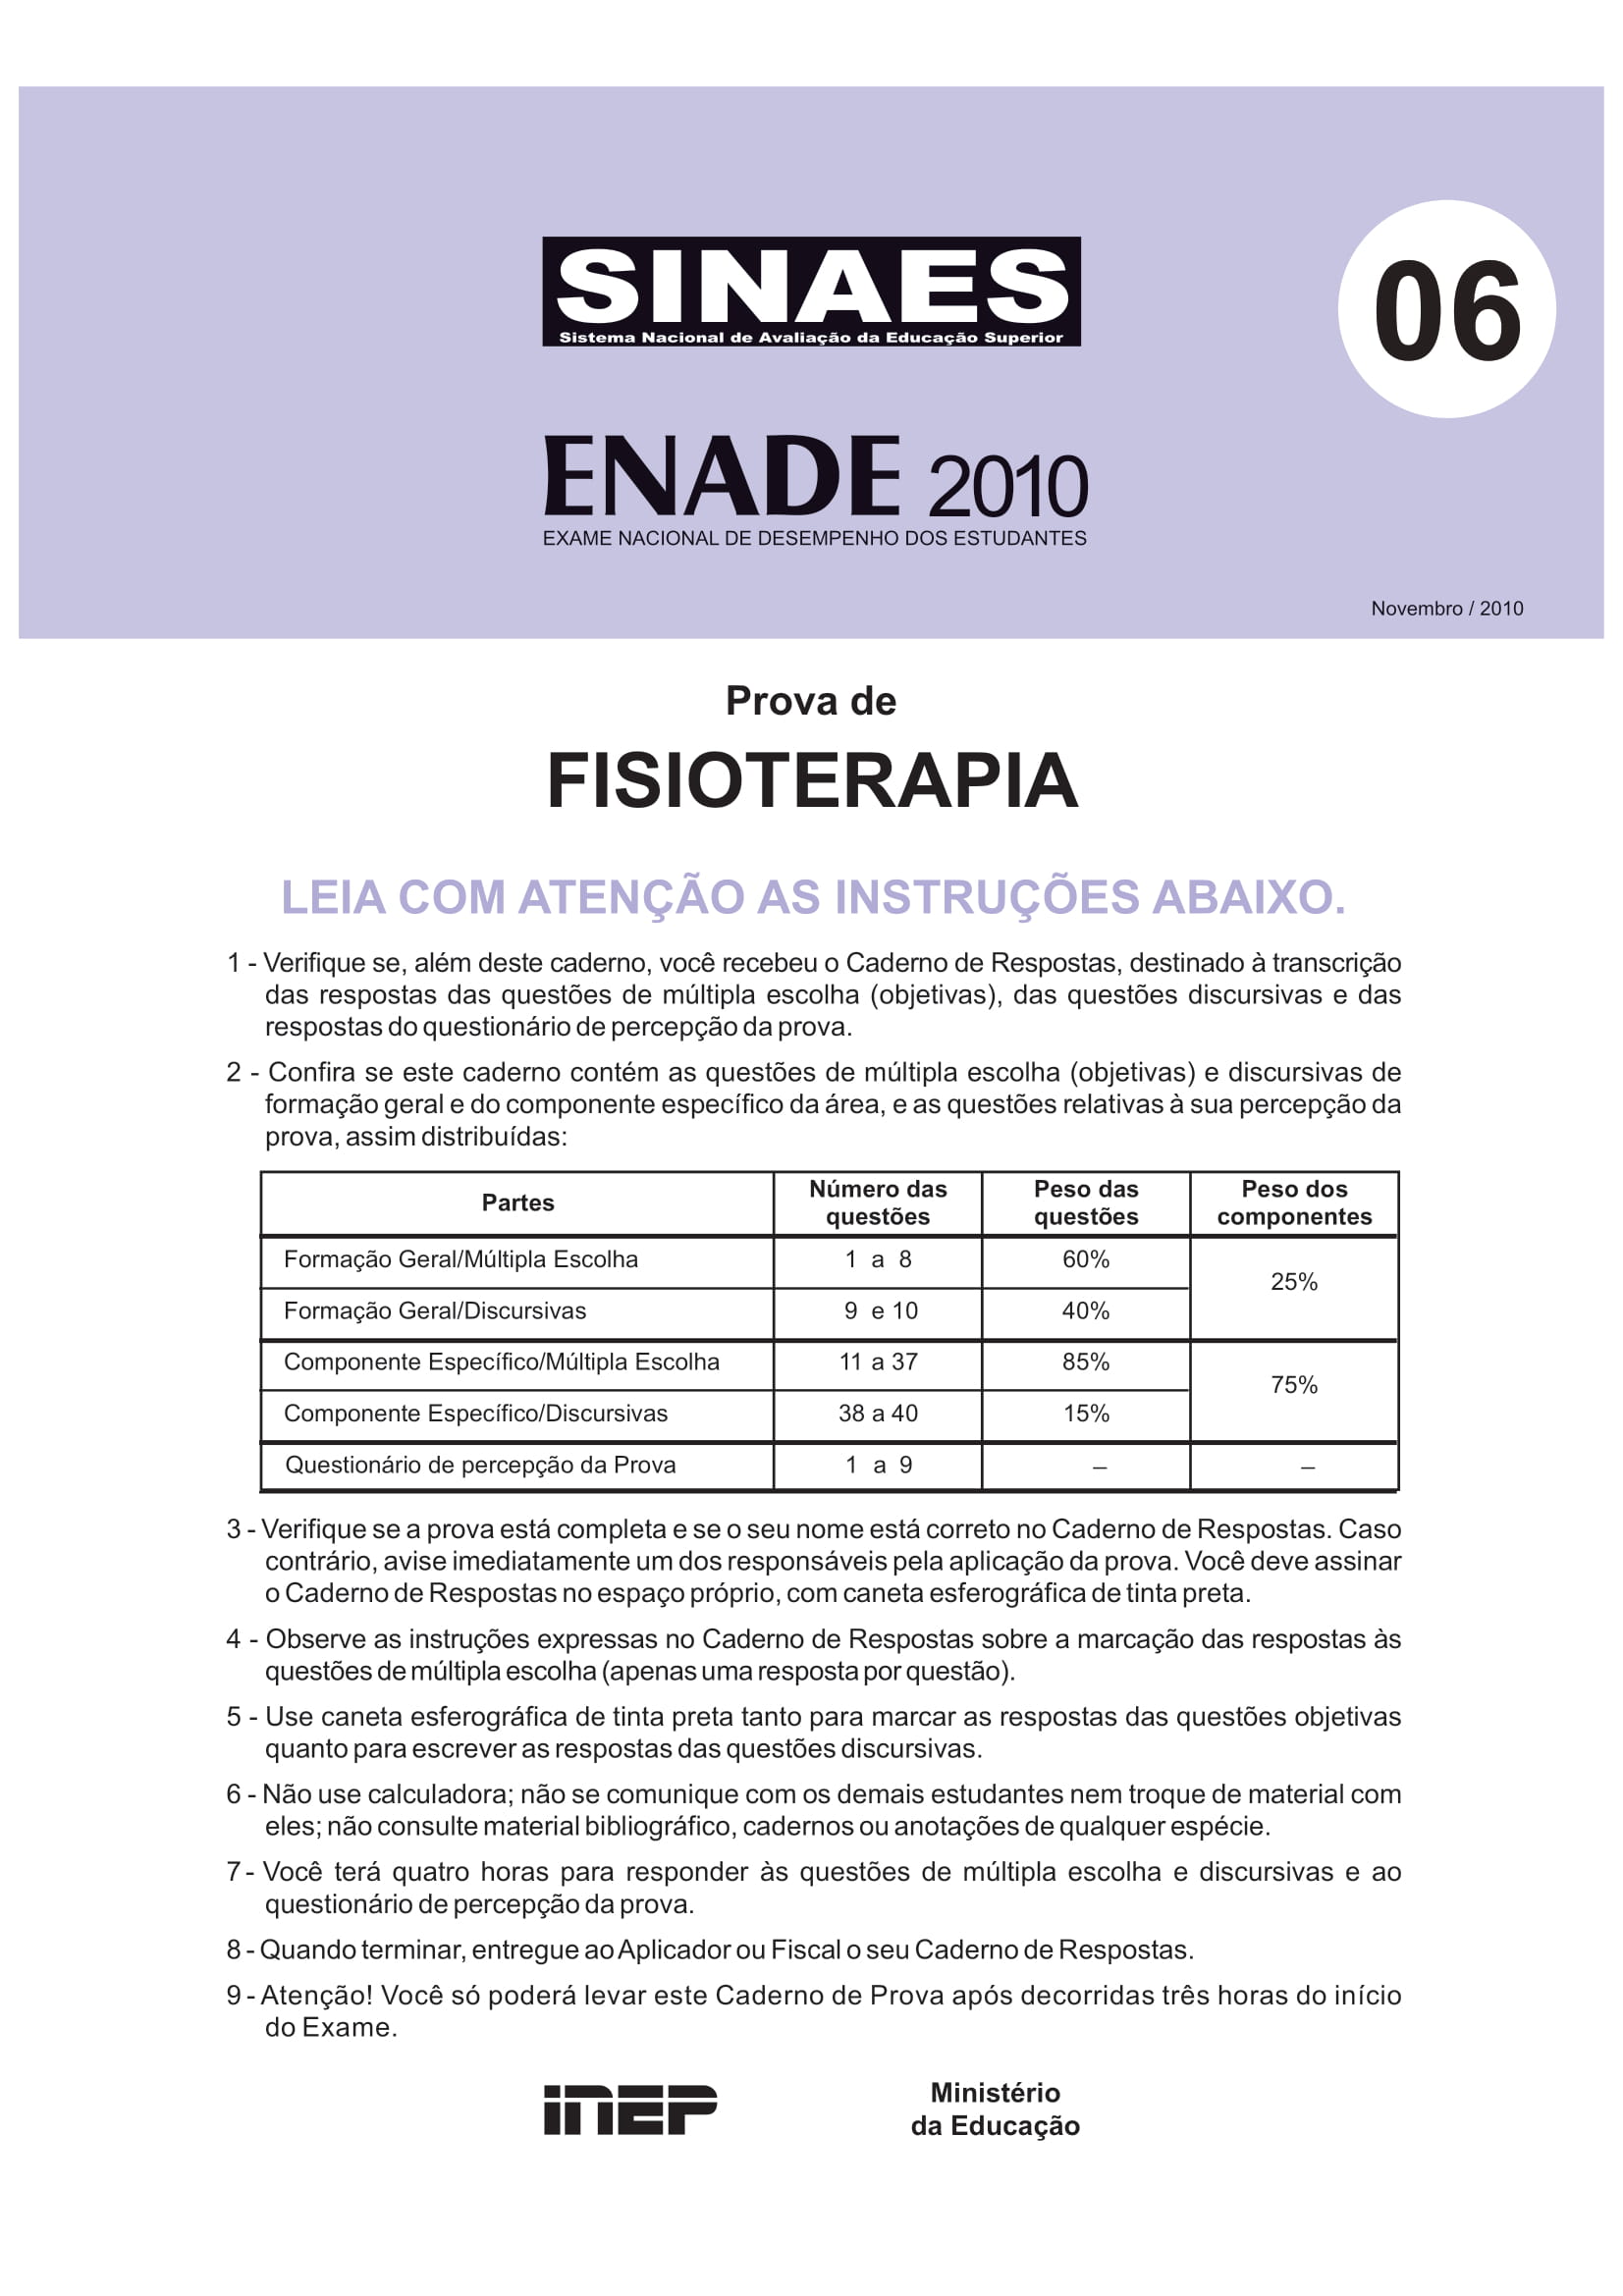 SINAES
Sistema Nacional de Avaliação da Educação Superior
06
ENADE 2010
EXAME NACIONAL DE DESEMPENHO DOS ESTUDANTES
Novembro / 2010
Prova de
FISIOTERAPIA
LEIA COM ATENÇÃO AS INSTRUÇÕES ABAIXO.
1 - Verifique se, além deste caderno, você recebeu o Caderno de Respostas, destinado à transcrição
das respostas das questões de múltipla escolha (objetivas), das questões discursivas e das
respostas do questionário de percepção da prova.
2 - Confira se este caderno contém as questões de múltipla escolha (objetivas) e discursivas de
formação geral e do componente específico da área, e as questões relativas à sua percepção da
prova, assim distribuídas:
Partes Número das questões Peso das questões Peso dos componentes
Formação Geral/Múltipla Escolha 1 a 8 60% 25%
Formação Geral/Discursivas 9 e 10 40%
Componente Específico/Múltipla Escolha 11 a 37 85% 75%
Componente Específico/Discursivas 38 a 40 15%
Questionário de percepção da Prova 1 a 9 – –
3 - Verifique se a prova está completa e se o seu nome está correto no Caderno de Respostas. Caso
contrário, avise imediatamente um dos responsáveis pela aplicação da prova. Você deve assinar
o Caderno de Respostas no espaço próprio, com caneta esferográfica de tinta preta.
4 - Observe as instruções expressas no Caderno de Respostas sobre a marcação das respostas às
questões de múltipla escolha (apenas uma resposta por questão).
5 - Use caneta esferográfica de tinta preta tanto para marcar as respostas das questões objetivas
quanto para escrever as respostas das questões discursivas.
6 - Não use calculadora; não se comunique com os demais estudantes nem troque de material com
eles; não consulte material bibliográfico, cadernos ou anotações de qualquer espécie.
7 - Você terá quatro horas para responder às questões de múltipla escolha e discursivas e ao
questionário de percepção da prova.
8 - Quando terminar, entregue ao Aplicador ou Fiscal o seu Caderno de Respostas.
9 - Atenção! Você só poderá levar este Caderno de Prova após decorridas três horas do início
do Exame.
INEP
Ministério
da Educação